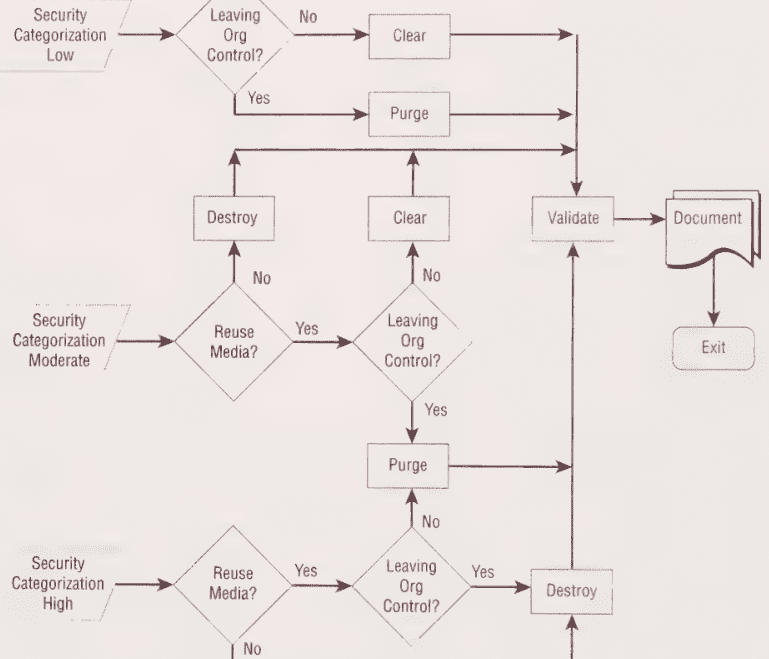 Security
Categorization
Low
Leaving
Org
Control?
No
Clear
Yes
Purge
Destroy
Clear
Validate
Document
No
No
Security
Categorization
Moderate
Reuse
Media?
Yes
Leaving
Org
Control?
Exit
Yes
Purge
No
Security
Categorization
High
Reuse
Media?
Yes
Leaving
Org
Control?
Yes
Destroy
No